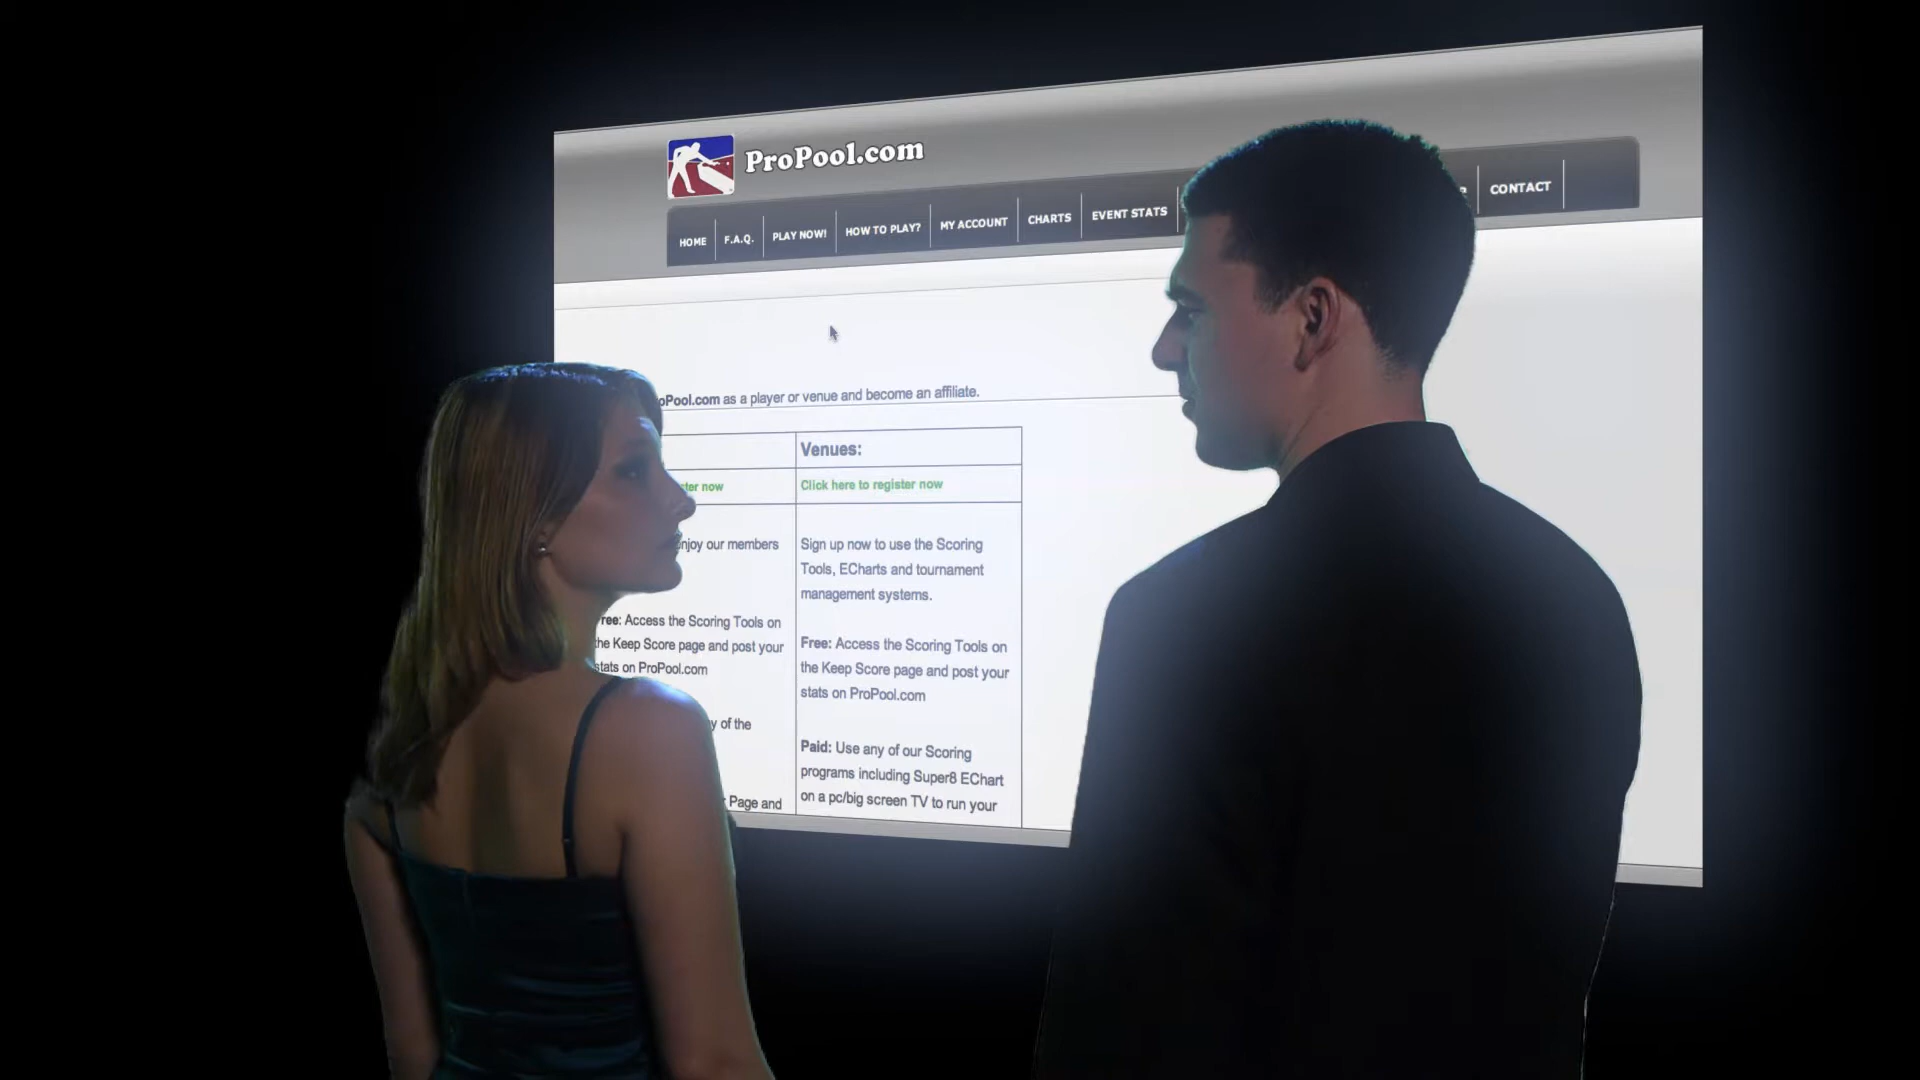 ProPool.com
HOME F.A.Q. PLAY NOW! HOW TO PLAY? MY ACCOUNT CHARTS EVENT STATS CONTACT
oPool.com as a player or venue and become an affiliate.
Venues:
now
Click here to register now
our members
Access the Scoring Tools on
the Keep Score page and post your
stats on ProPool.com
of the
Page and
Sign up now to use the Scoring
Tools, ECharts and tournament
management systems.
Free: Access the Scoring Tools on
the Keep Score page and post your
stats on ProPool.com
Paid: Use any of our Scoring
programs including Super8 EChart
on a pc/big screen TV to run your